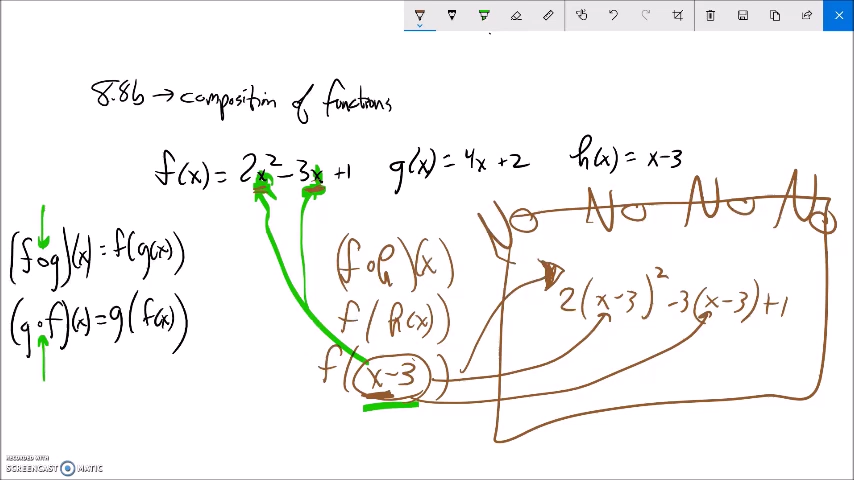 8.8b → composition of functions
f(x) = 2x² - 3x + 1
g(x) = 4x + 2
h(x) = x - 3
(f∘g)(x) = f(g(x))
(g∘f)(x) = g(f(x))
(f∘h)(x)
f(h(x))
f(x - 3)
No No No No
2(x - 3)² - 3(x - 3) + 1
RECORDED WITH
SCREENCAST MATIC